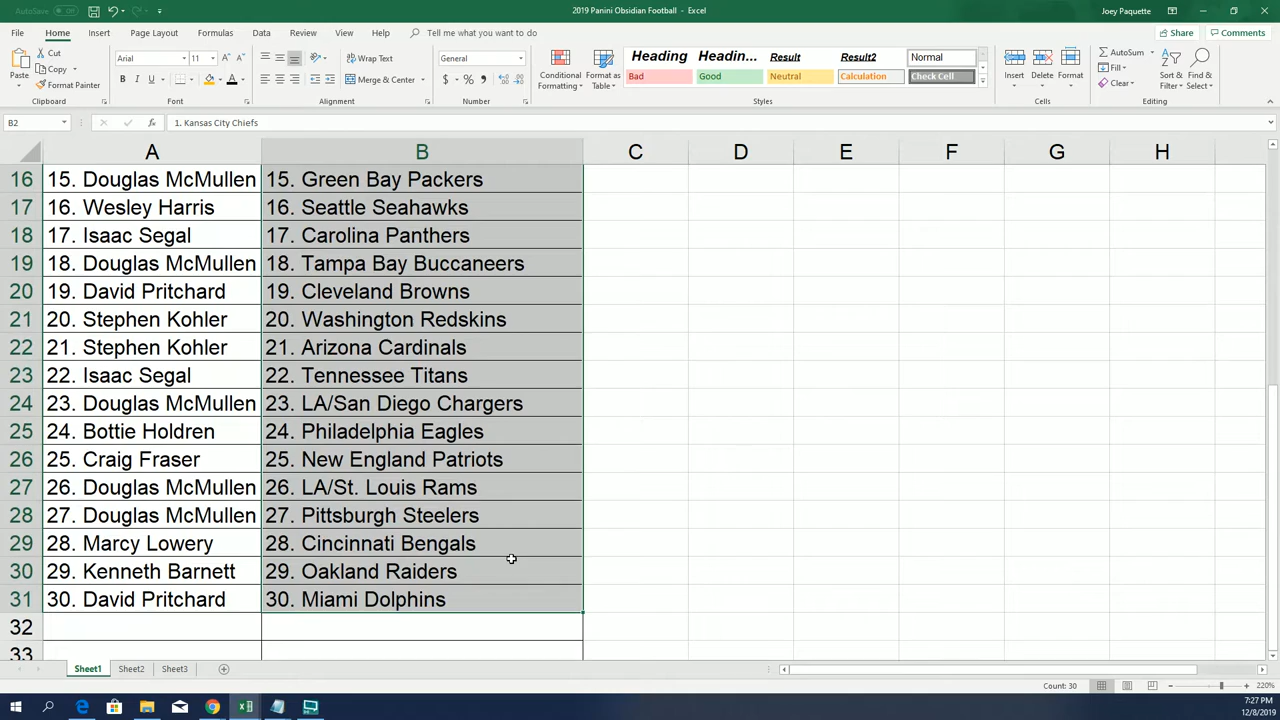 AutoSave Off
2019 Panini Obsidian Football - Excel
Joey Paquette
File Home Insert Page Layout Formulas Data Review View Help Tell me what you want to do
Share Comments
Paste
Cut
Copy
Format Painter
Clipboard
Arial 11
B I U
Font
Wrap Text
Merge & Center
Alignment
General
$ % ,
Number
Conditional Formatting
Format as Table
Heading Headin... Result Result2 Normal
Bad Good Neutral Calculation Check Cell
Styles
Insert Delete Format
Cells
AutoSum
Fill
Clear
Sort & Filter
Find & Select
Editing
B2 fx 1. Kansas City Chiefs
A B C D E F G H
16 15. Douglas McMullen 15. Green Bay Packers
17 16. Wesley Harris 16. Seattle Seahawks
18 17. Isaac Segal 17. Carolina Panthers
19 18. Douglas McMullen 18. Tampa Bay Buccaneers
20 19. David Pritchard 19. Cleveland Browns
21 20. Stephen Kohler 20. Washington Redskins
22 21. Stephen Kohler 21. Arizona Cardinals
23 22. Isaac Segal 22. Tennessee Titans
24 23. Douglas McMullen 23. LA/San Diego Chargers
25 24. Bottie Holdren 24. Philadelphia Eagles
26 25. Craig Fraser 25. New England Patriots
27 26. Douglas McMullen 26. LA/St. Louis Rams
28 27. Douglas McMullen 27. Pittsburgh Steelers
29 28. Marcy Lowery 28. Cincinnati Bengals
30 29. Kenneth Barnett 29. Oakland Raiders
31 30. David Pritchard 30. Miami Dolphins
32
33
Sheet1 Sheet2 Sheet3
Count: 30 220%
7:27 PM
12/8/2019